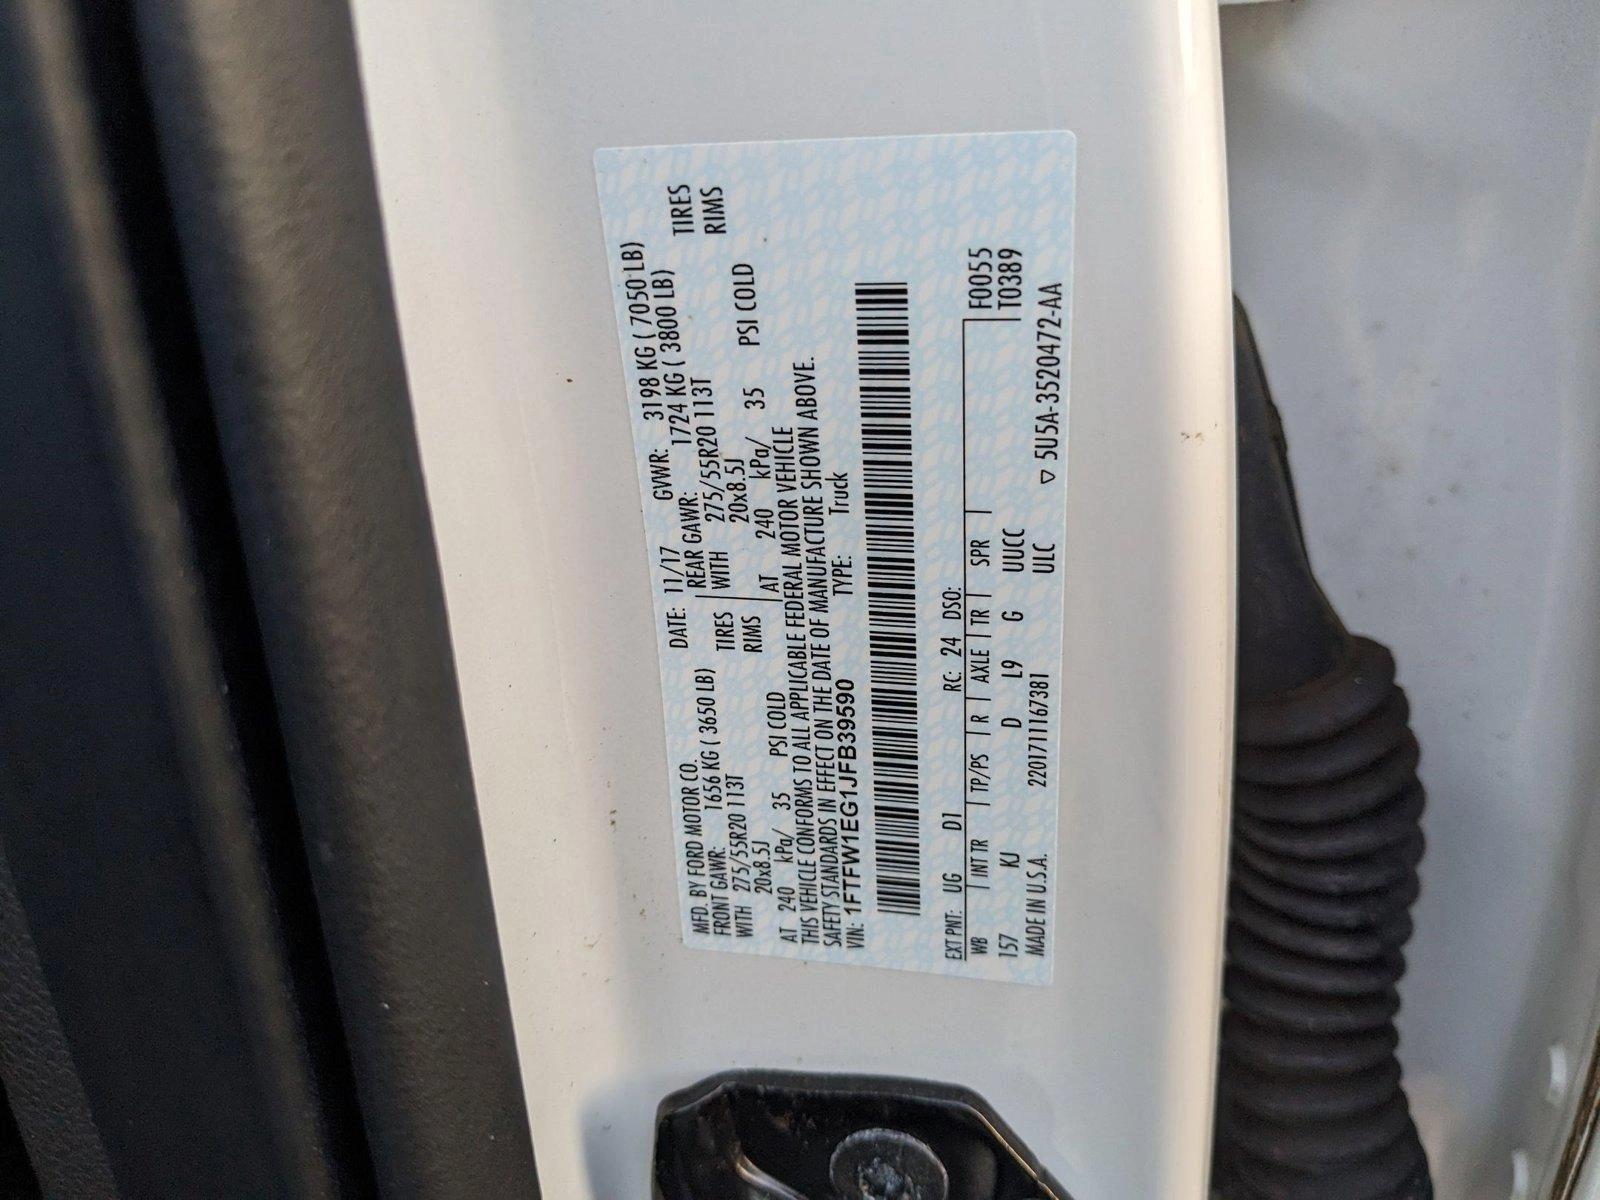 MFD. BY FORD MOTOR CO. DATE: 11/17 GVWR: 3198 KG ( 7050 LB)
FRONT GAWR: 1656 KG ( 3650 LB) REAR GAWR: 1724 KG ( 3800 LB)
WITH 275/55R20 113T TIRES WITH 275/55R20 113T TIRES
20x8.5J RIMS 20x8.5J RIMS
AT 240 kPa/ 35 PSI COLD AT 240 kPa/ 35 PSI COLD
THIS VEHICLE CONFORMS TO ALL APPLICABLE FEDERAL MOTOR VEHICLE
SAFETY STANDARDS IN EFFECT ON THE DATE OF MANUFACTURE SHOWN ABOVE.
VIN: 1FTFW1EG1JFB39590 TYPE: Truck
EXT PNT: UG D1 RC: 24 DSO: F0055
WB | INT TR | TP/PS | R | AXLE | TR | SPR | T0389
157 KJ D L9 G UUCC
MADE IN U.S.A. 220171116738I ULC ▽ 5U5A-3520472-AA